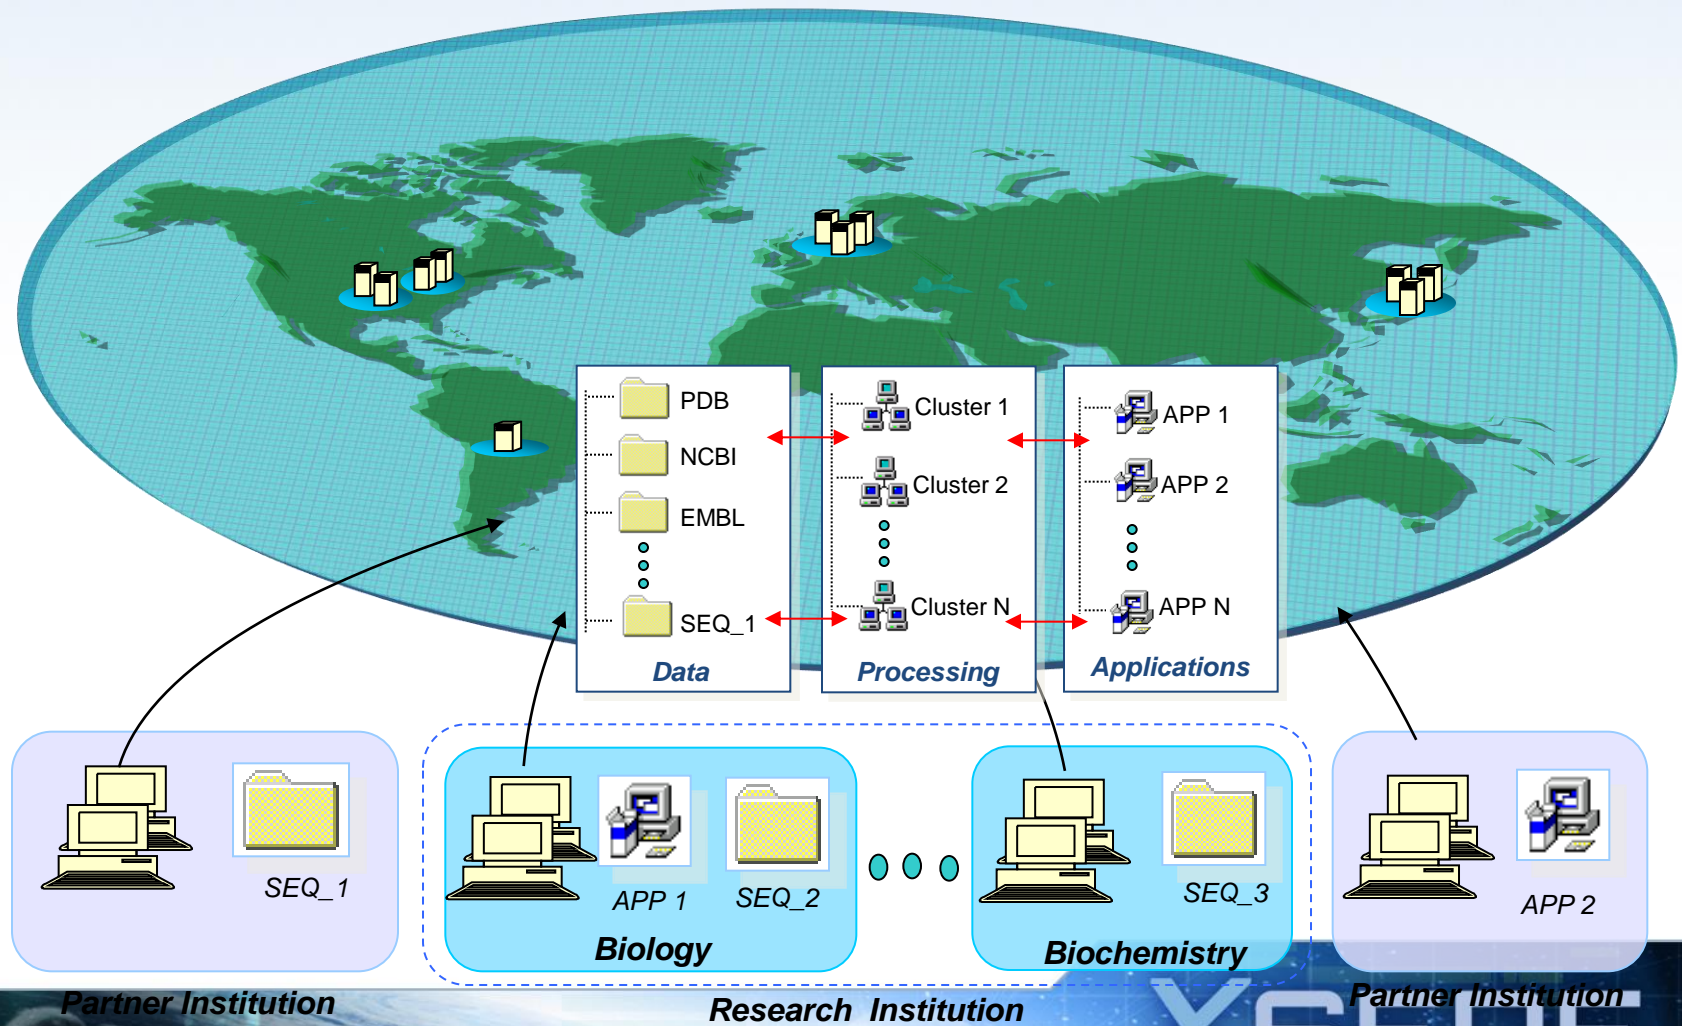 PDB
NCBI
EMBL
SEQ_1
Data
Cluster 1
Cluster 2
Cluster N
Processing
APP 1
APP 2
APP N
Applications
SEQ_1
APP 1
SEQ_2
Biology
SEQ_3
Biochemistry
APP 2
Partner Institution
Research Institution
Partner Institution